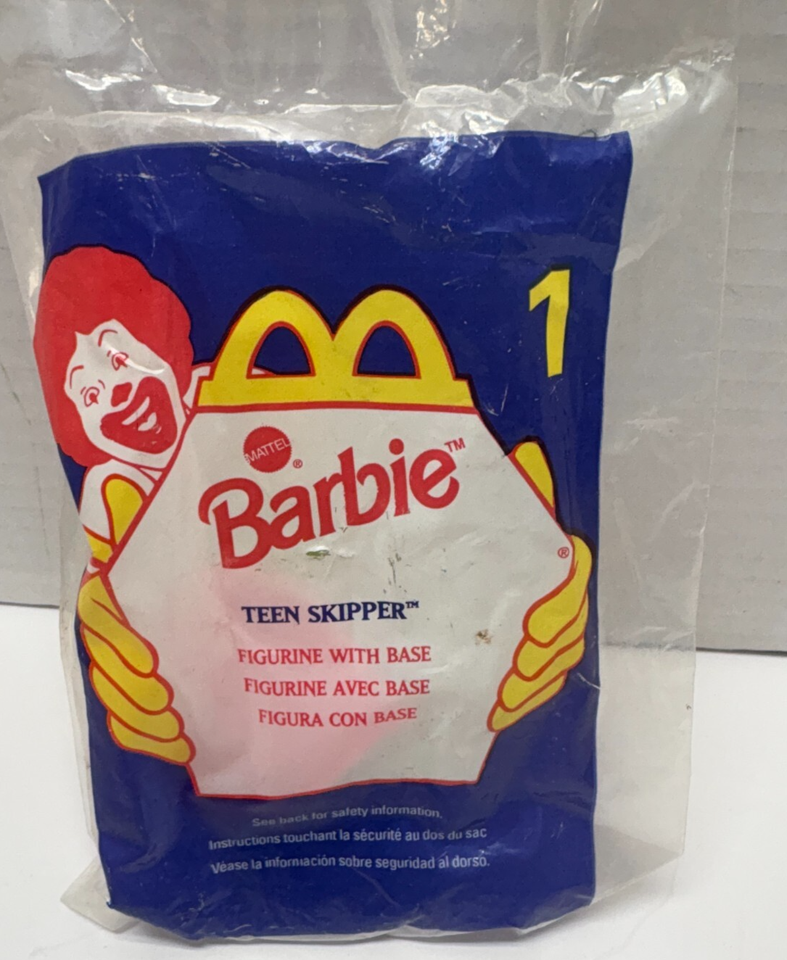 1
MATTEL
®
Barbie™
®
TEEN SKIPPER™
FIGURINE WITH BASE
FIGURINE AVEC BASE
FIGURA CON BASE
See back for safety information.
Instructions touchant la sécurité au dos du sac
Véase la información sobre seguridad al dorso.